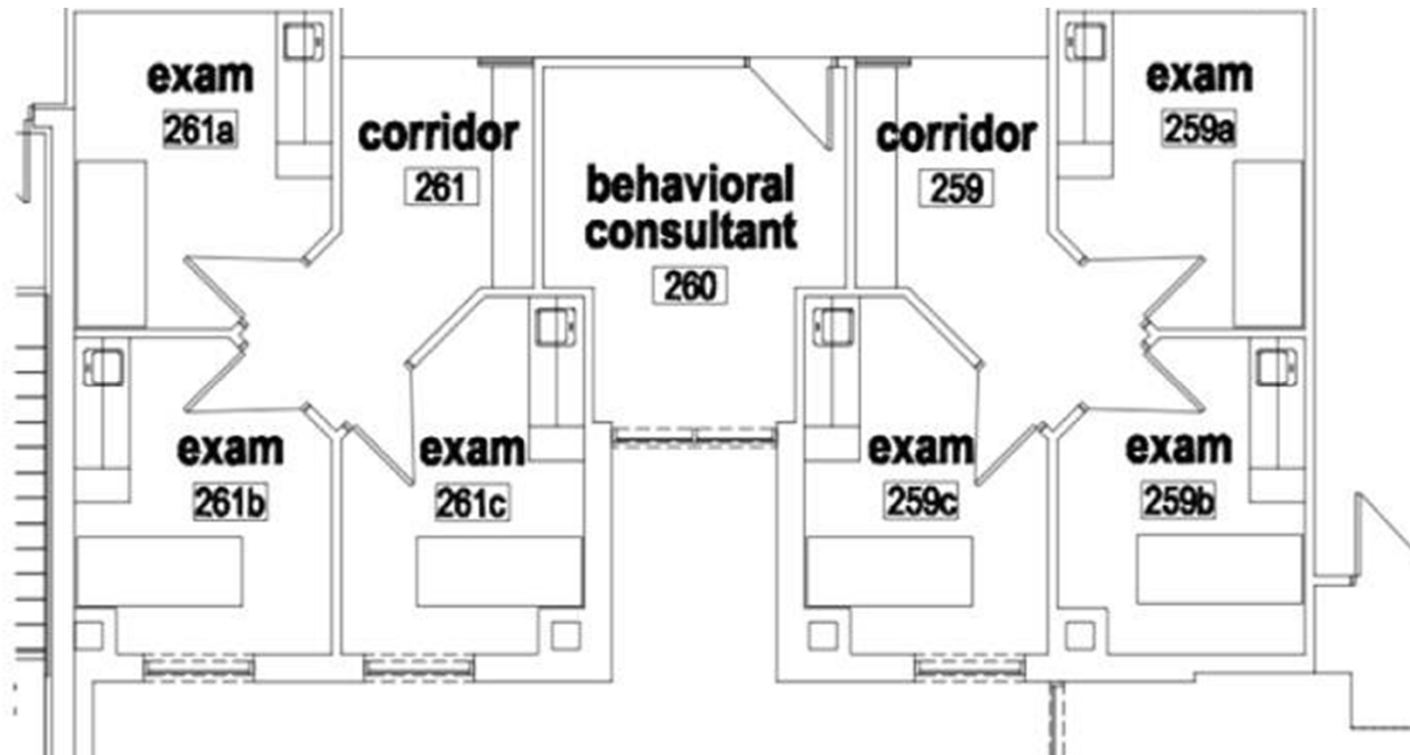 exam
261a
corridor
261
behavioral
consultant
260
corridor
259
exam
259a
exam
261b
exam
261c
exam
259c
exam
259b